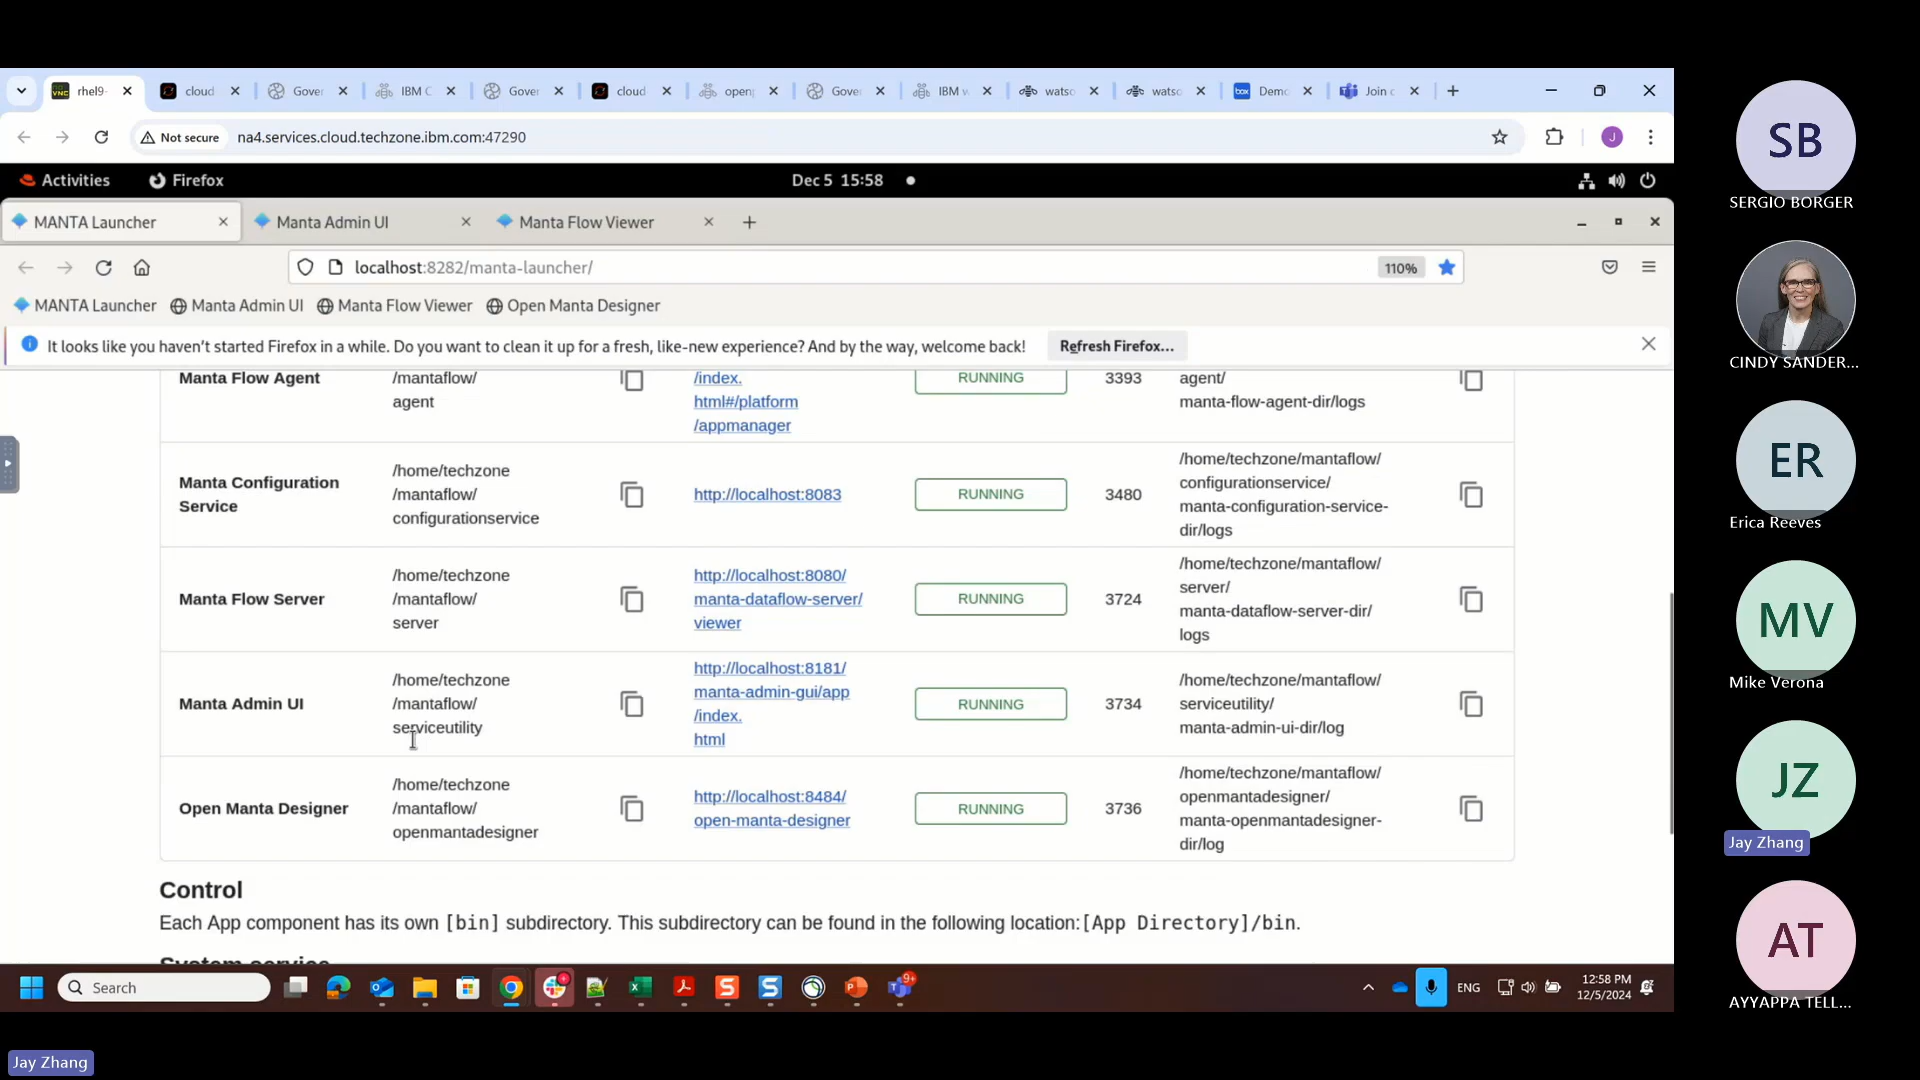 rhel9-
cloud
Gover
IBM C
Gover
cloud
open
Gover
IBM w
watso
watso
Demo
Join c
Not secure
na4.services.cloud.techzone.ibm.com:47290
J
Activities
Firefox
Dec 5 15:58
MANTA Launcher
Manta Admin UI
Manta Flow Viewer
localhost:8282/manta-launcher/
110%
MANTA Launcher
Manta Admin UI
Manta Flow Viewer
Open Manta Designer
It looks like you haven't started Firefox in a while. Do you want to clean it up for a fresh, like-new experience? And by the way, welcome back!
Refresh Firefox...
Manta Flow Agent
/mantaflow/
agent
/index.
html#/platform
/appmanager
RUNNING
3393
agent/
manta-flow-agent-dir/logs
Manta Configuration
Service
/home/techzone
/mantaflow/
configurationservice
http://localhost:8083
RUNNING
3480
/home/techzone/mantaflow/
configurationservice/
manta-configuration-service-
dir/logs
Manta Flow Server
/home/techzone
/mantaflow/
server
http://localhost:8080/
manta-dataflow-server/
viewer
RUNNING
3724
/home/techzone/mantaflow/
server/
manta-dataflow-server-dir/
logs
Manta Admin UI
/home/techzone
/mantaflow/
serviceutility
http://localhost:8181/
manta-admin-gui/app
/index.
html
RUNNING
3734
/home/techzone/mantaflow/
serviceutility/
manta-admin-ui-dir/log
Open Manta Designer
/home/techzone
/mantaflow/
openmantadesigner
http://localhost:8484/
open-manta-designer
RUNNING
3736
/home/techzone/mantaflow/
openmantadesigner/
manta-openmantadesigner-
dir/log
Control
Each App component has its own [bin] subdirectory. This subdirectory can be found in the following location:[App Directory]/bin.
System service
Search
9+
ENG
12:58 PM
12/5/2024
SB
SERGIO BORGER
CINDY SANDER...
ER
Erica Reeves
MV
Mike Verona
JZ
Jay Zhang
AT
AYYAPPA TELL...
Jay Zhang